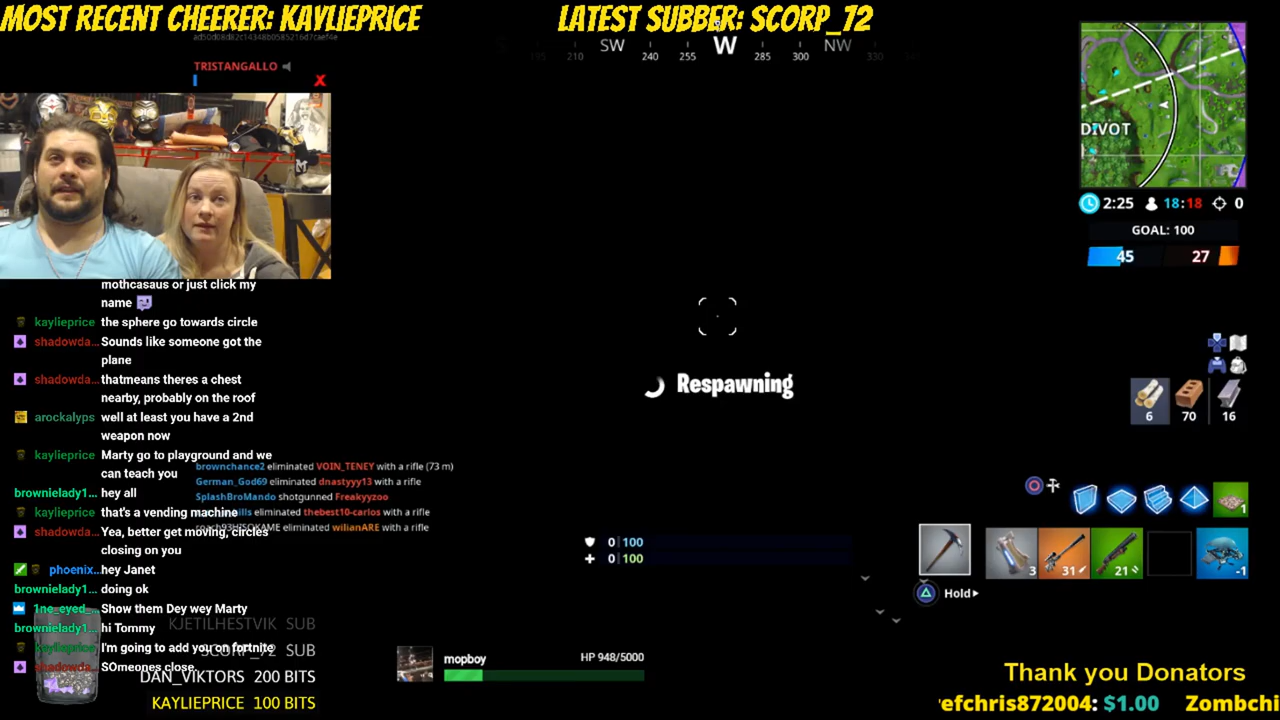 MOST RECENT CHEERER: KAYLIEPRICE
LATEST SUBBER: SCORP_72
SW W NW
195 210 240 255 285 300 330
TRISTANGALLO
X
DIVOT
2:25 18:18 0
GOAL: 100
45 27
mothcasaus or just click my
name
kaylieprice the sphere go towards circle
shadowda... Sounds like someone got the
plane
shadowda... thatmeans theres a chest
nearby, probably on the roof
arockalyps well at least you have a 2nd
weapon now
kaylieprice Marty go to playground and we
can teach you
brownielady1... hey all
kaylieprice that's a vending machine
shadowda... Yea, better get moving, circles
closing on you
phoenix... hey Janet
brownielady1... doing ok
1ne_eyed_... Show them Dey wey Marty
brownielady1... hi Tommy
kaylieprice I'm going to add you on fortnite
shadowda... SOmeones close.
brownchance2 eliminated VOIN_TENEY with a rifle (73 m)
German_God69 eliminated dnastyyy13 with a rifle
SplashBroMando shotgunned Freakyyzoo
eliminated thebest10-carlos with a rifle
eliminated wilianARE with a rifle
Respawning
6 70 16
1
0 | 100
0 | 100
3 31 21 -1
Hold
KJETILHESTVIK SUB
SCORP_72 SUB
DAN_VIKTORS 200 BITS
KAYLIEPRICE 100 BITS
mopboy HP 948/5000
Thank you Donators
efchris872004: $1.00 Zombchi